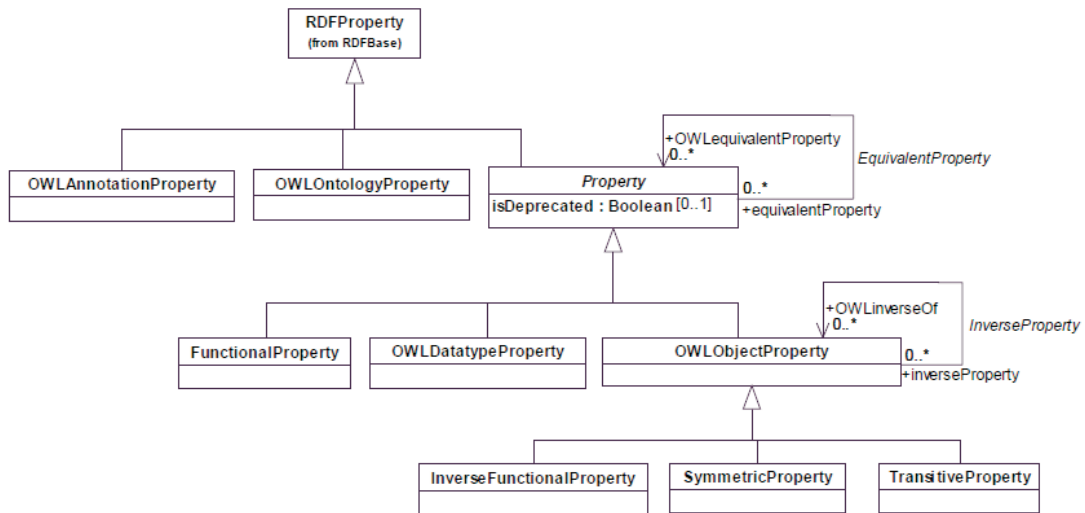 RDFProperty
(from RDFBase)
+OWLequivalentProperty
0..*
EquivalentProperty
OWLAnnotationProperty
OWLOntologyProperty
Property
0..*
isDeprecated : Boolean [0..1]
+equivalentProperty
+OWLinverseOf
0..*
InverseProperty
FunctionalProperty
OWLDatatypeProperty
OWLObjectProperty
0..*
+inverseProperty
InverseFunctionalProperty
SymmetricProperty
TransitiveProperty